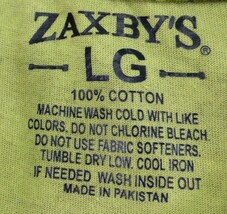 ZAXBY'S®
LG
100% COTTON
MACHINE WASH COLD WITH LIKE
COLORS. DO NOT CHLORINE BLEACH.
DO NOT USE FABRIC SOFTENERS.
TUMBLE DRY LOW. COOL IRON
IF NEEDED WASH INSIDE OUT
MADE IN PAKISTAN